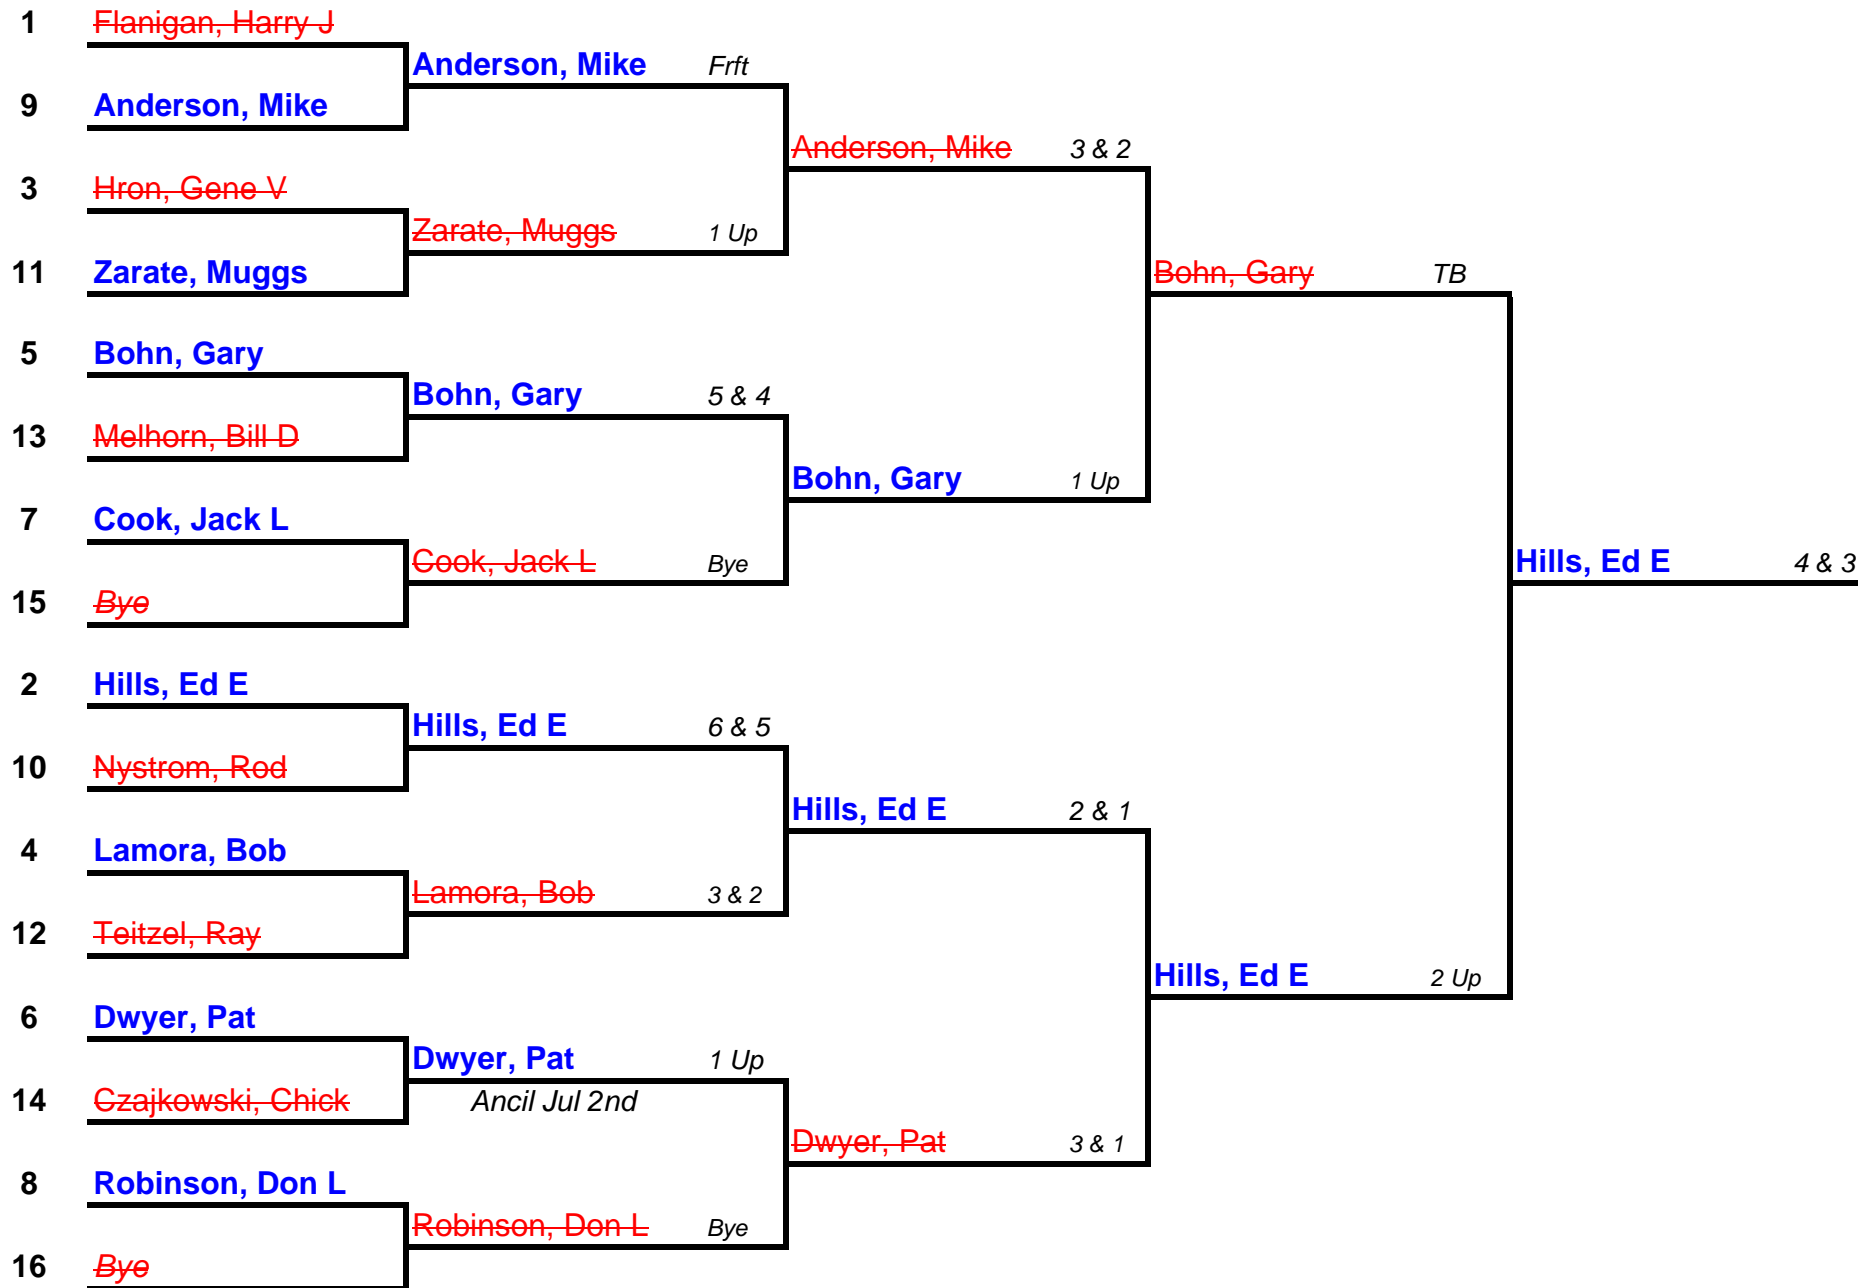 1 Flanigan, Harry J
Anderson, Mike Frft
9 Anderson, Mike
Anderson, Mike 3 & 2
3 Hron, Gene V
Zarate, Muggs 1 Up
11 Zarate, Muggs
Bohn, Gary TB
5 Bohn, Gary
Bohn, Gary 5 & 4
13 Melhorn, Bill D
Bohn, Gary 1 Up
7 Cook, Jack L
Cook, Jack L Bye
Hills, Ed E 4 & 3
15 Bye
2 Hills, Ed E
Hills, Ed E 6 & 5
10 Nystrom, Rod
Hills, Ed E 2 & 1
4 Lamora, Bob
Lamora, Bob 3 & 2
12 Teitzel, Ray
Hills, Ed E 2 Up
6 Dwyer, Pat
Dwyer, Pat 1 Up
14 Czajkowski, Chick
Ancil Jul 2nd
Dwyer, Pat 3 & 1
8 Robinson, Don L
Robinson, Don L Bye
16 Bye